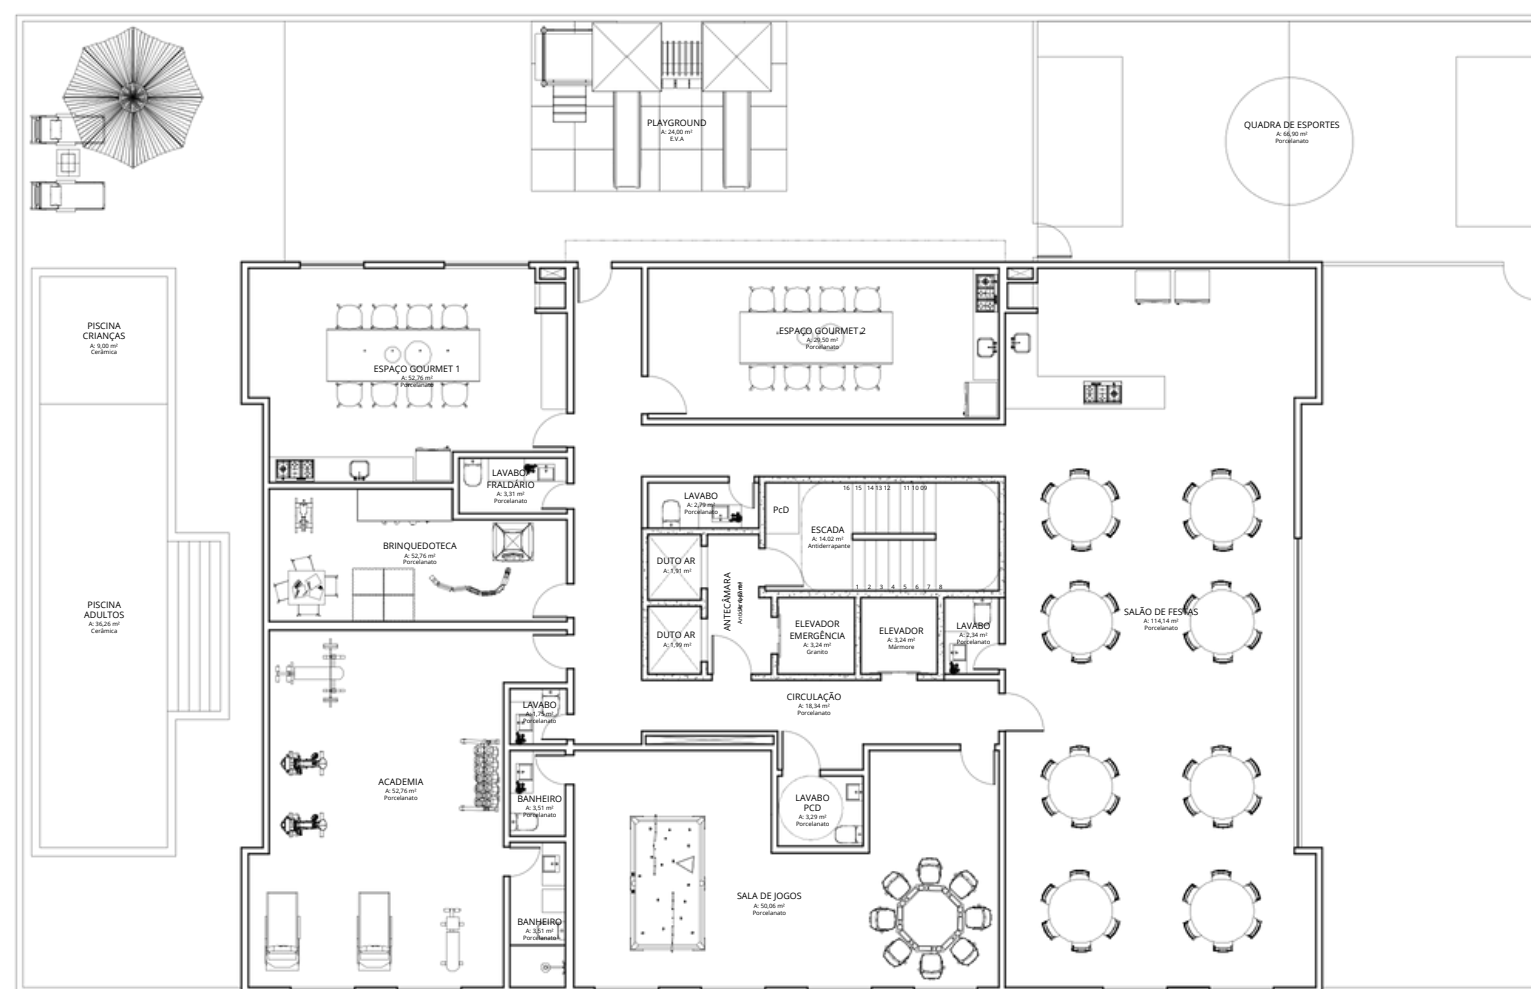 PLAYGROUND
A: 24,00 m²
E.V.A
QUADRA DE ESPORTES
A: 66,90 m²
Porcelanato
PISCINA
CRIANÇAS
A: 9,00 m²
Cerâmica
ESPAÇO GOURMET 1
A: 52,76 m²
Porcelanato
ESPAÇO GOURMET 2
A: 29,50 m²
Porcelanato
LAVABO/
FRALDÁRIO
A: 3,31 m²
Porcelanato
LAVABO
A: 2,79 m²
Porcelanato
PcD
16 15 14 13 12 11 10 09
ESCADA
A: 14.02 m²
Antiderrapante
1 2 3 4 5 6 7 8
BRINQUEDOTECA
A: 52,76 m²
Porcelanato
DUTO AR
A: 1,91 m²
ANTECÂMARA
DUTO AR
A: 1,99 m²
ELEVADOR
EMERGÊNCIA
A: 3,24 m²
Granito
ELEVADOR
A: 3,24 m²
Mármore
LAVABO
A: 2,34 m²
Porcelanato
SALÃO DE FESTAS
A: 114,14 m²
Porcelanato
PISCINA
ADULTOS
A: 36,26 m²
Cerâmica
LAVABO
A: 1,75 m²
Porcelanato
CIRCULAÇÃO
A: 18,34 m²
Porcelanato
ACADEMIA
A: 52,76 m²
Porcelanato
BANHEIRO
A: 3,51 m²
Porcelanato
LAVABO
PCD
A: 3,29 m²
Porcelanato
SALA DE JOGOS
A: 50,06 m²
Porcelanato
BANHEIRO
A: 3,51 m²
Porcelanato